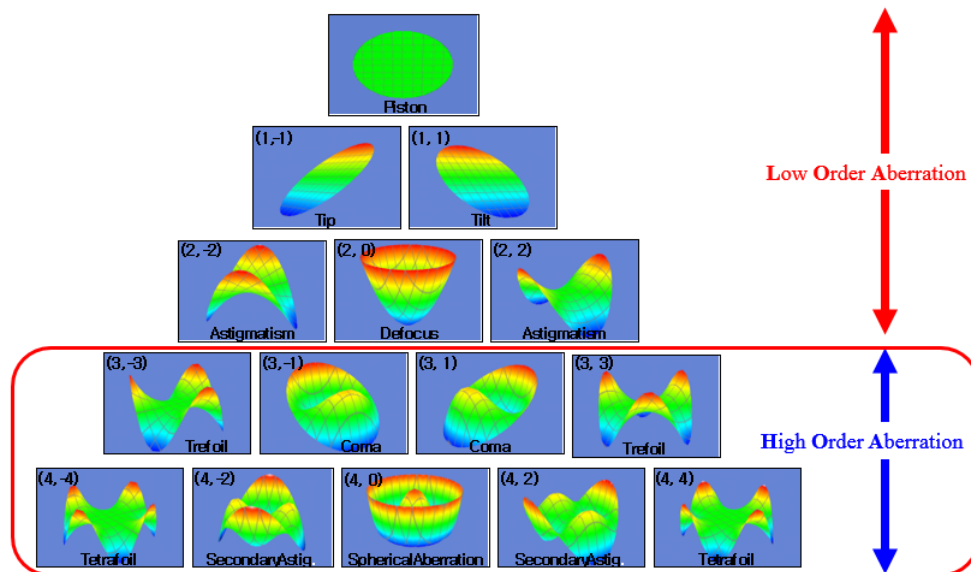 Piston
(1,-1)
(1, 1)
Tip
Tilt
Low Order Aberration
(2, -2)
(2, 0)
(2, 2)
Astigmatism
Defocus
Astigmatism
(3, -3)
(3,-1)
(3, 1)
(3, 3)
Trefoil
Coma
Coma
Trefoil
High Order Aberration
(4, -4)
(4, -2)
(4, 0)
(4, 2)
(4, 4)
Tetrafoil
SecondaryAstig.
SphericalAberration
SecondaryAstig.
Tetrafoil